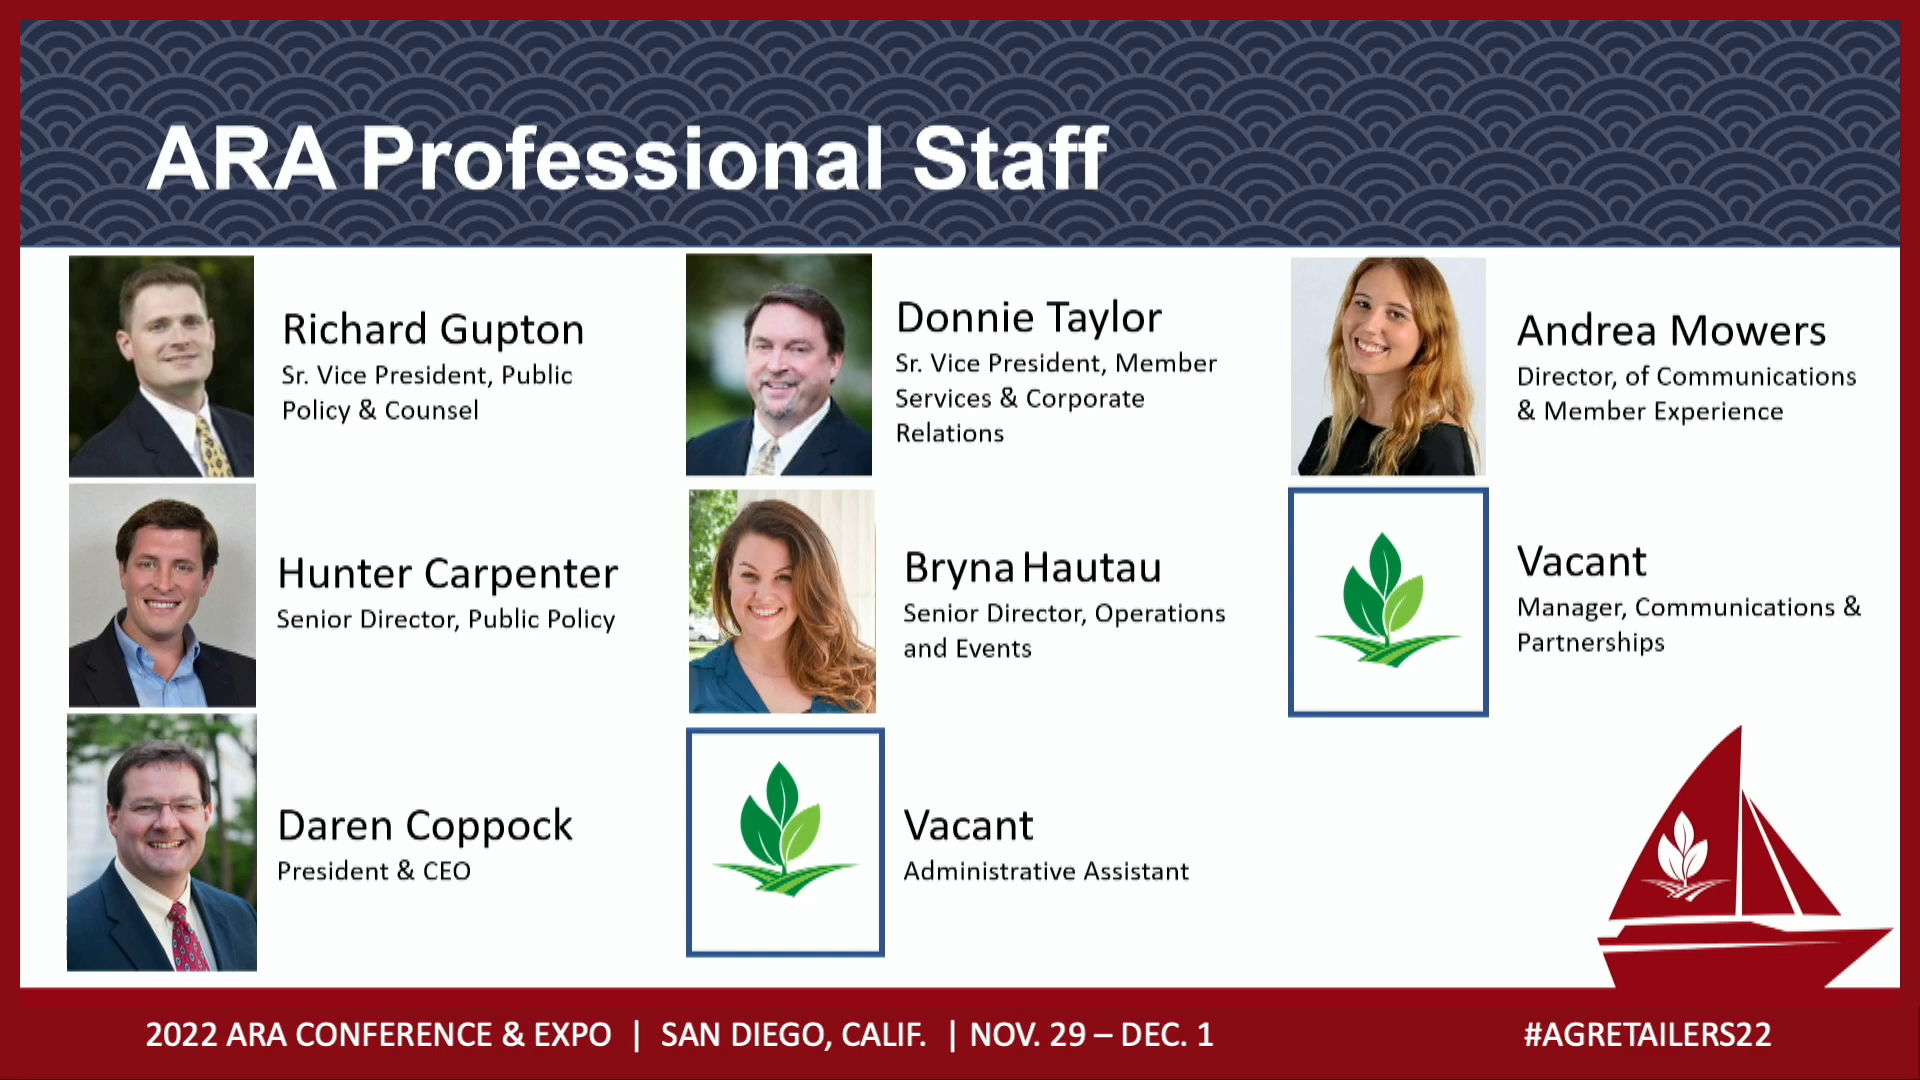 ARA Professional Staff
Richard Gupton
Sr. Vice President, Public
Policy & Counsel
Donnie Taylor
Sr. Vice President, Member
Services & Corporate
Relations
Andrea Mowers
Director, of Communications
& Member Experience
Hunter Carpenter
Senior Director, Public Policy
Bryna Hautau
Senior Director, Operations
and Events
Vacant
Manager, Communications &
Partnerships
Daren Coppock
President & CEO
Vacant
Administrative Assistant
2022 ARA CONFERENCE & EXPO | SAN DIEGO, CALIF. | NOV. 29 – DEC. 1
#AGRETAILERS22